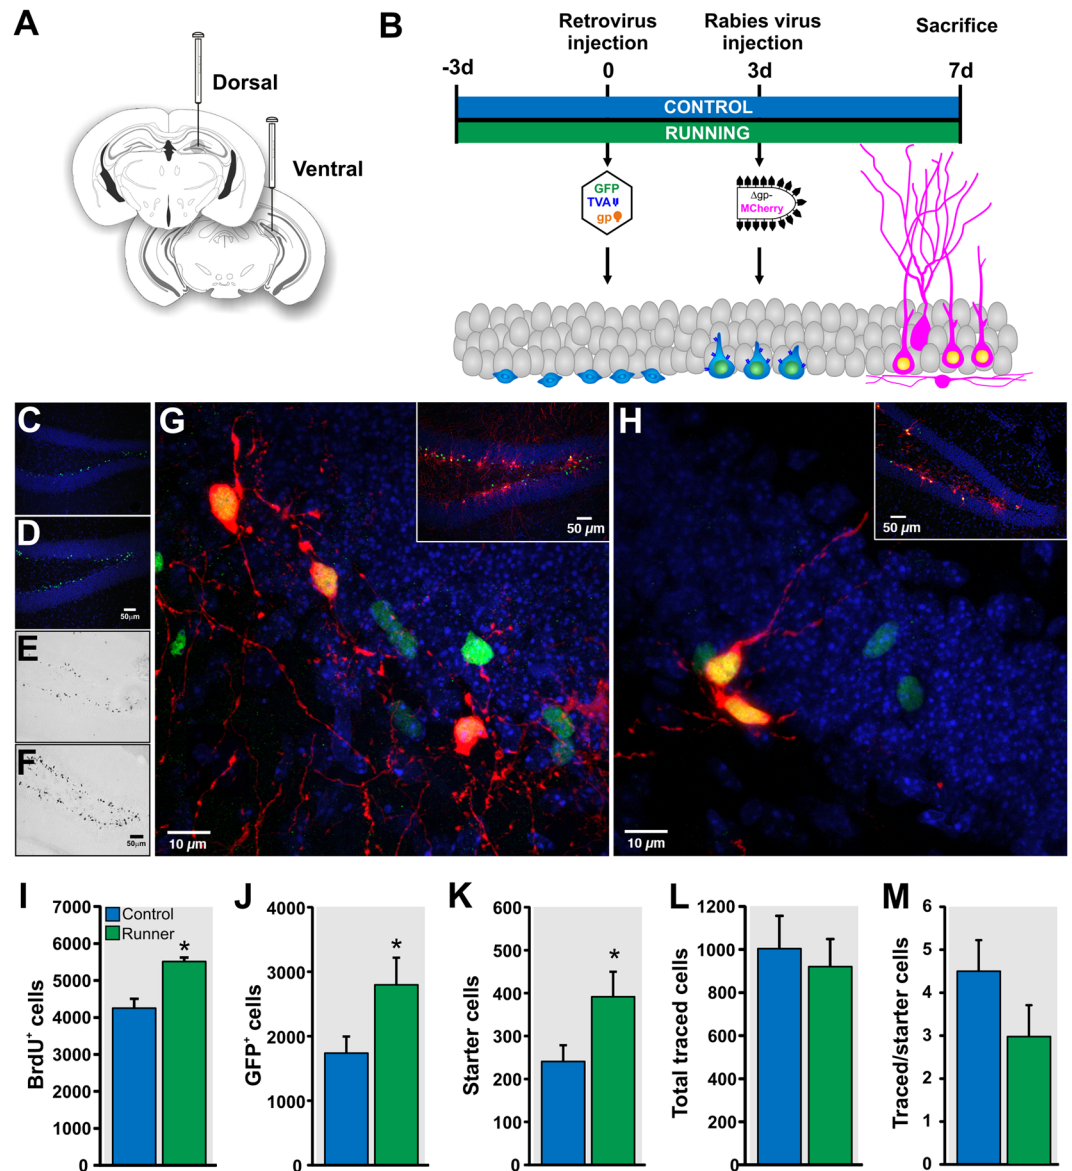 A
Dorsal
Ventral
B
Retrovirus
injection
Rabies virus
injection
Sacrifice
-3d
0
3d
7d
CONTROL
RUNNING
GFP
TVA
gp
Δgp-
MCherry
C
D
50µm
E
F
50µm
G
50 µm
10 µm
H
50 µm
10 µm
I
BrdU+ cells
7000
6000
5000
4000
3000
2000
1000
0
Control
Runner
*
J
GFP+ cells
4000
3000
2000
1000
0
*
K
Starter cells
600
500
400
300
200
100
0
*
L
Total traced cells
1200
1000
800
600
400
200
0
M
Traced/starter cells
6
5
4
3
2
1
0